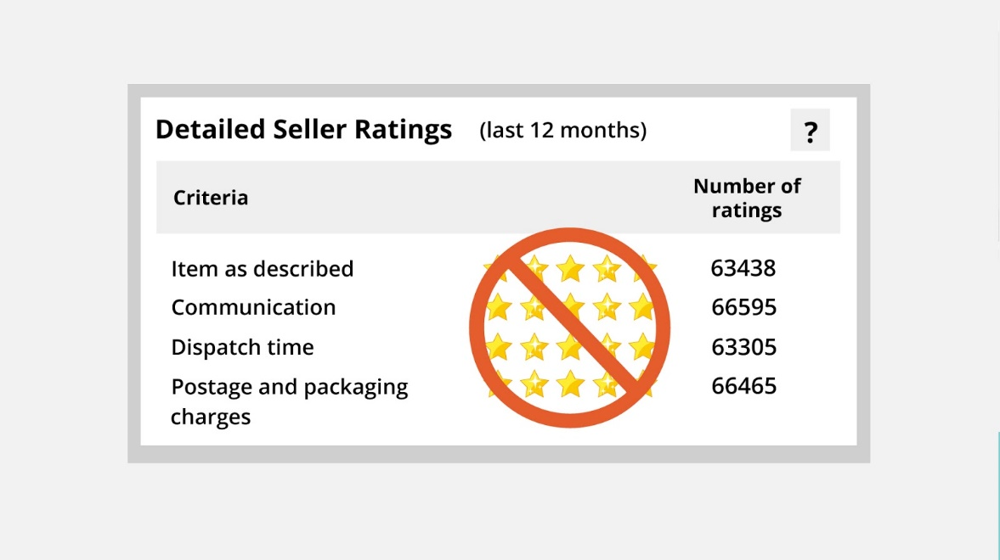 Detailed Seller Ratings (last 12 months) ?
Criteria
Number of
ratings
Item as described 63438
Communication 66595
Dispatch time 63305
Postage and packaging 66465
charges